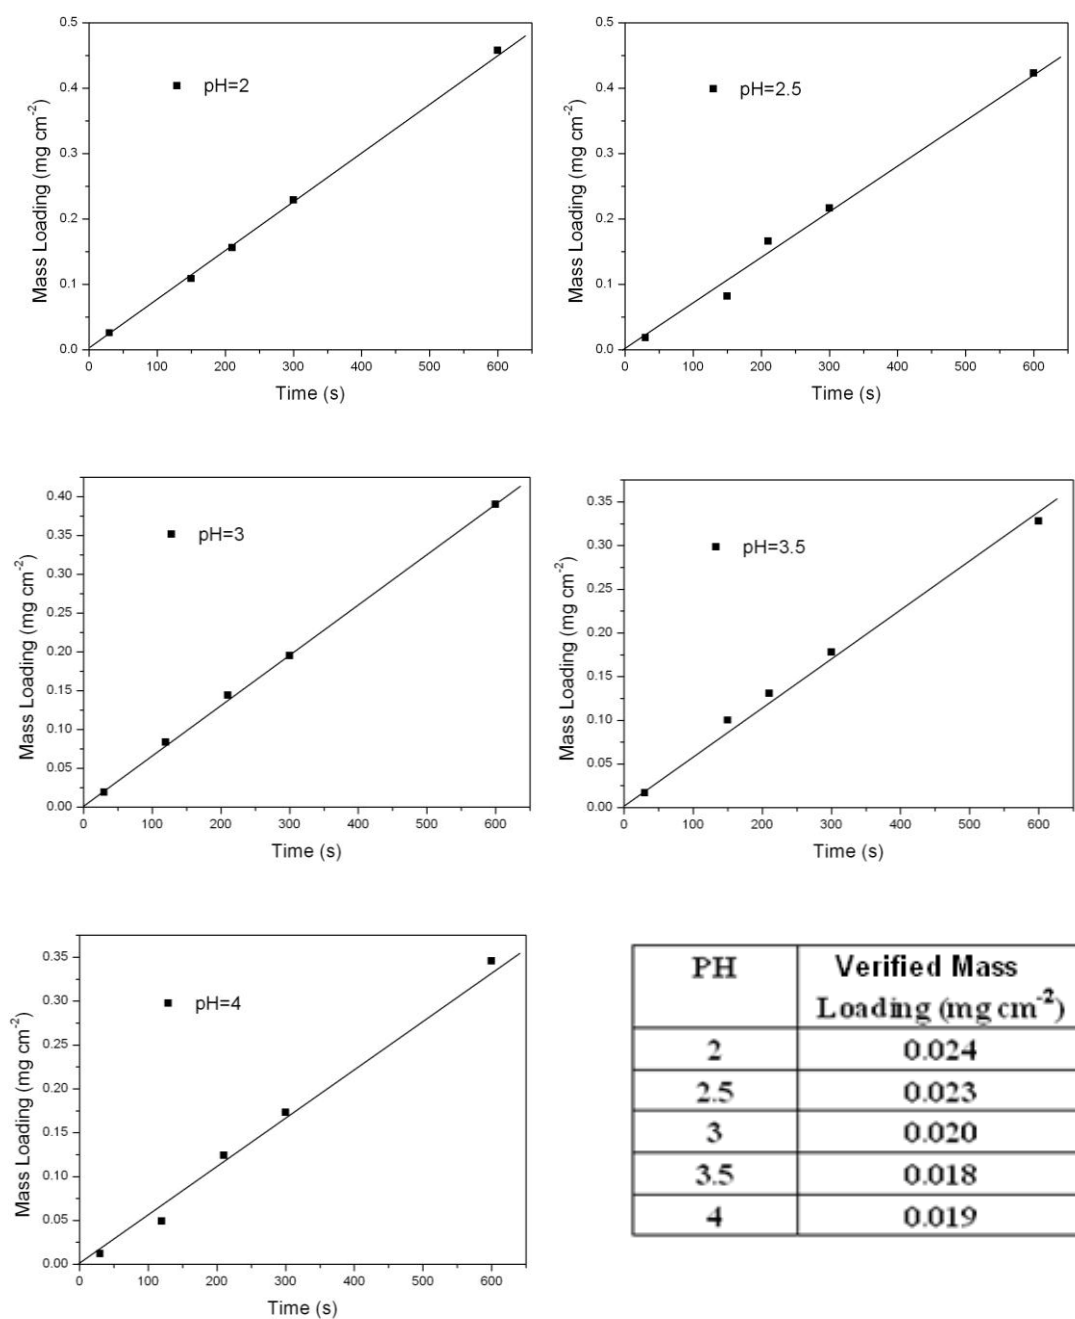 0.5
0.4
0.3
0.2
0.1
0.0
Mass Loading (mg cm⁻²)
pH=2
0 100 200 300 400 500 600
Time (s)
0.5
0.4
0.3
0.2
0.1
0.0
Mass Loading (mg cm⁻²)
pH=2.5
0 100 200 300 400 500 600
Time (s)
0.40
0.35
0.30
0.25
0.20
0.15
0.10
0.05
0.00
Mass Loading (mg cm⁻²)
pH=3
0 100 200 300 400 500 600
Time (s)
0.35
0.30
0.25
0.20
0.15
0.10
0.05
0.00
Mass Loading (mg cm⁻²)
pH=3.5
0 100 200 300 400 500 600
Time (s)
0.35
0.30
0.25
0.20
0.15
0.10
0.05
0.00
Mass Loading (mg cm⁻²)
pH=4
0 100 200 300 400 500 600
Time (s)
PH Verified Mass
Loading (mg cm⁻²)
2 0.024
2.5 0.023
3 0.020
3.5 0.018
4 0.019